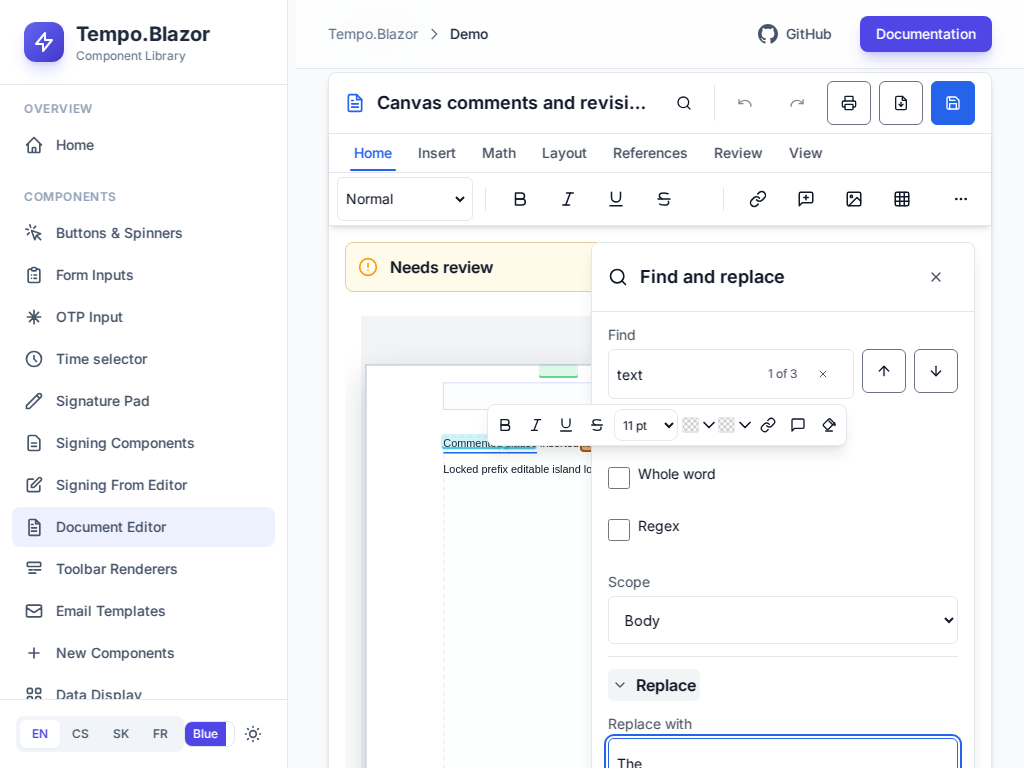 Tempo.Blazor
Component Library
OVERVIEW
Home
COMPONENTS
Buttons & Spinners
Form Inputs
OTP Input
Time selector
Signature Pad
Signing Components
Signing From Editor
Document Editor
Toolbar Renderers
Email Templates
New Components
Data Display
EN CS SK FR Blue
Tempo.Blazor > Demo
GitHub
Documentation
Canvas comments and revisi...
Home Insert Math Layout References Review View
Normal
Needs review
Find and replace
Find
text 1 of 3
11 pt
Locked prefix editable island lo
Whole word
Regex
Scope
Body
Replace
Replace with
The